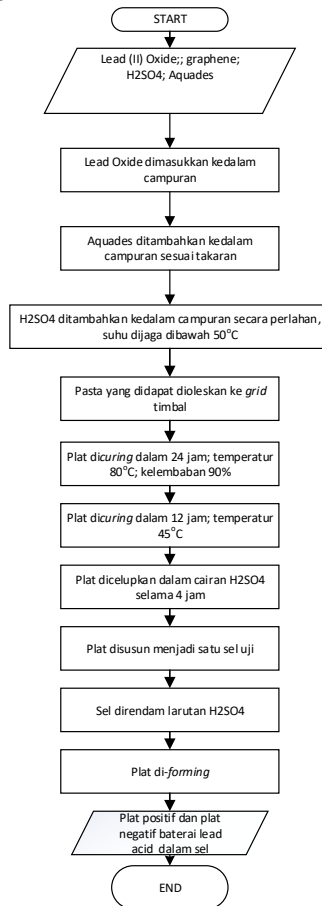 START
Lead (II) Oxide;; graphene;
H2SO4; Aquades
Lead Oxide dimasukkan kedalam
campuran
Aquades ditambahkan kedalam
campuran sesuai takaran
H2SO4 ditambahkan kedalam campuran secara perlahan,
suhu dijaga dibawah 50°C
Pasta yang didapat dioleskan ke grid
timbal
Plat dicuring dalam 24 jam; temperatur
80°C; kelembaban 90%
Plat dicuring dalam 12 jam; temperatur
45°C
Plat dicelupkan dalam cairan H2SO4
selama 4 jam
Plat disusun menjadi satu sel uji
Sel direndam larutan H2SO4
Plat di-forming
Plat positif dan plat
negatif baterai lead
acid dalam sel
END